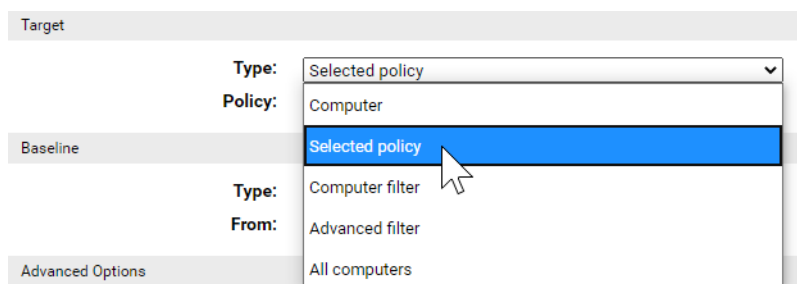 Target
Type:
Selected policy
Policy:
Computer
Selected policy
Baseline
Computer filter
Type:
From:
Advanced filter
Advanced Options
All computers